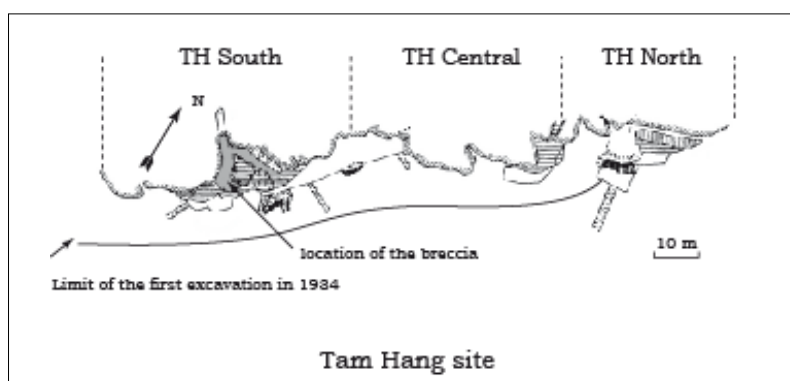 TH South TH Central TH North
N
location of the breccia
10 m
Limit of the first excavation in 1934
Tam Hang site